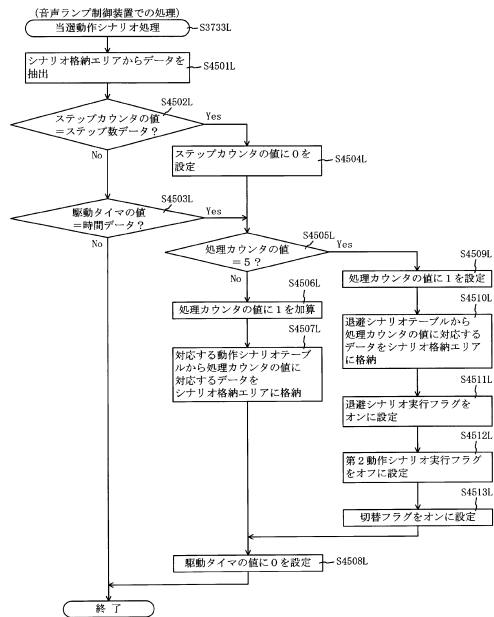 (音声ランプ制御装置での処理)
当選動作シナリオ処理
S3733L
シナリオ格納エリアからデータを
抽出
S4501L
S4502L
ステップカウンタの値
=ステップ数データ?
Yes
No
ステップカウンタの値に0を
設定
S4504L
S4503L
駆動タイマの値
=時間データ?
Yes
No
S4505L
処理カウンタの値
=5?
Yes
No
S4506L
処理カウンタの値に1を加算
S4507L
対応する動作シナリオテーブ
ルから処理カウンタの値に
対応するデータを
シナリオ格納エリアに格納
S4509L
処理カウンタの値に1を設定
S4510L
退避シナリオテーブルから
処理カウンタの値に対応する
データをシナリオ格納エリア
に格納
S4511L
退避シナリオ実行フラグを
オンに設定
S4512L
第2動作シナリオ実行フラグ
をオフに設定
S4513L
切替フラグをオンに設定
駆動タイマの値に0を設定
S4508L
終了